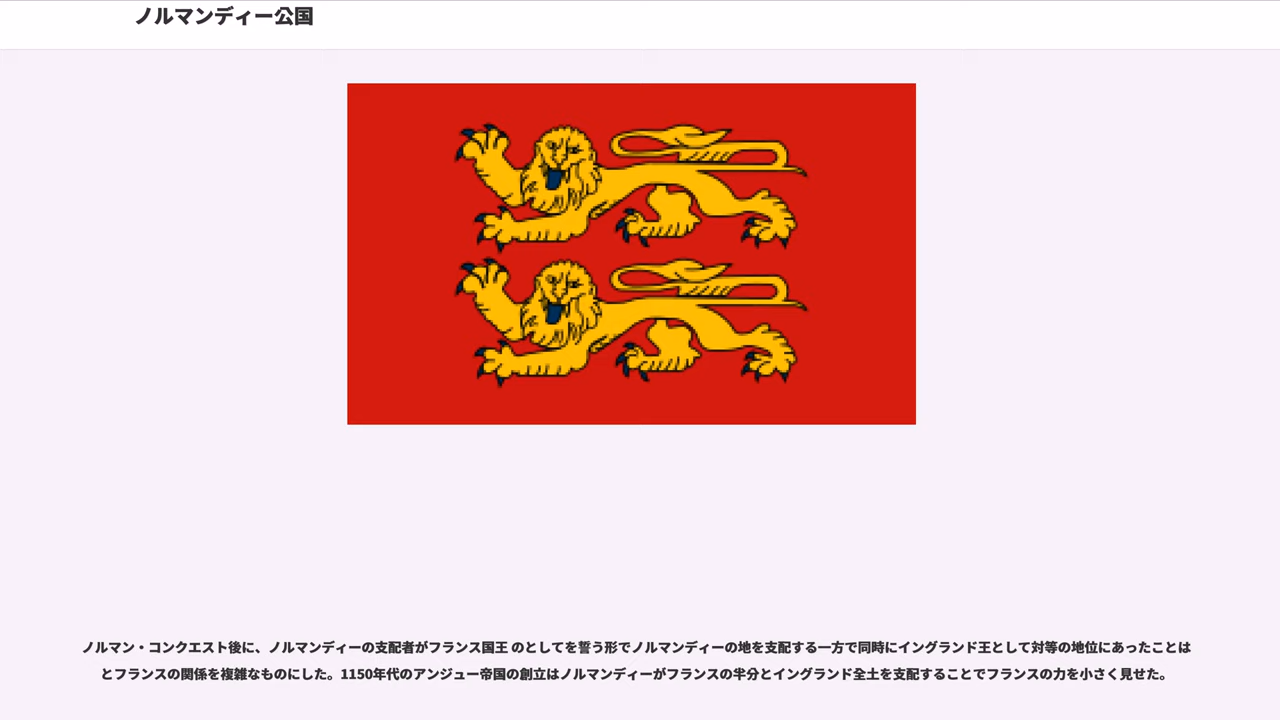 ノルマンディー公国
ノルマン・コンクエスト後に、ノルマンディーの支配者がフランス国王 のとしてを誓う形でノルマンディーの地を支配する一方で同時にイングランド王として対等の地位にあったことは
とフランスの関係を複雑なものにした。1150年代のアンジュー帝国の創立はノルマンディーがフランスの半分とイングランド全土を支配することでフランスの力を小さく見せた。